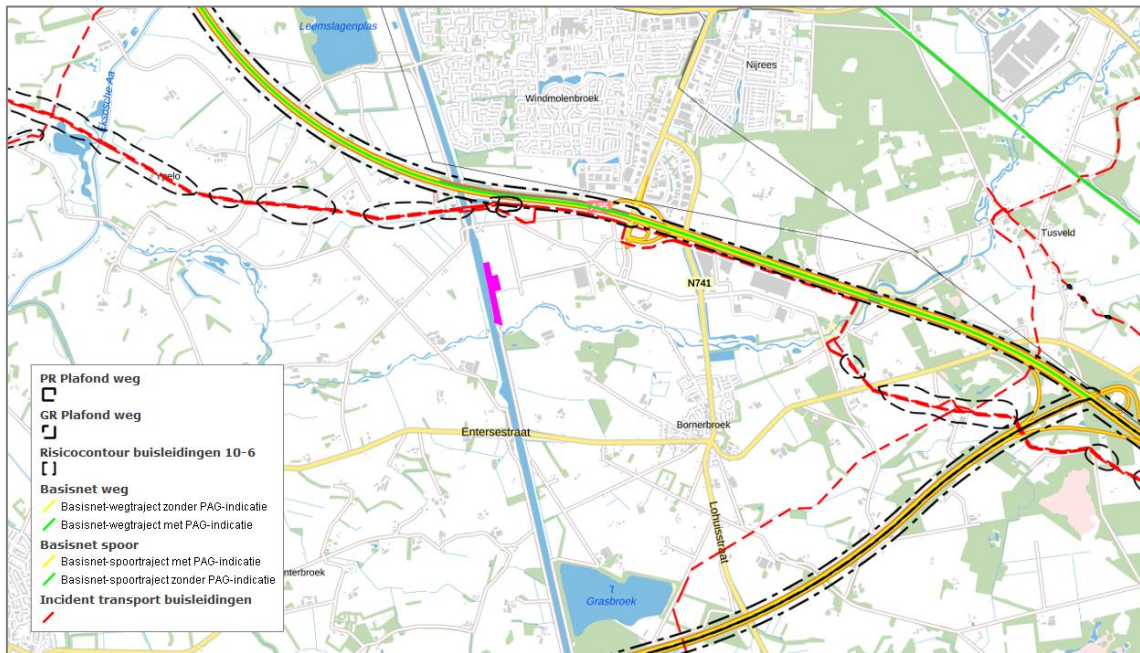 Leemslagenplas
Nijrees
Windmolenbroek
Eksosche Aa
Ypelo
Tusveld
N741
PR Plafond weg
GR Plafond weg
Risicocontour buisleidingen 10-6
Basisnet weg
Basisnet-wegtraject zonder PAG-indicatie
Basisnet-wegtraject met PAG-indicatie
Basisnet spoor
Basisnet-spoortraject met PAG-indicatie
Basisnet-spoortraject zonder PAG-indicatie
Incident transport buisleidingen
Entersestraat
Bornerbroek
Lohuisstraat
nterbroek
't
Grasbroek